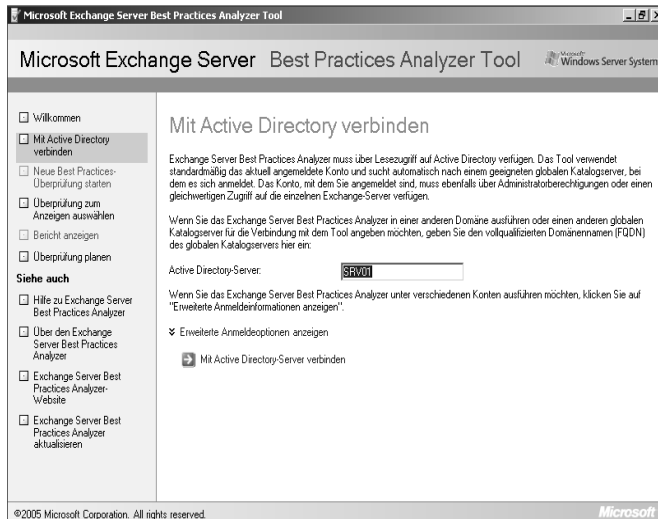 Microsoft Exchange Server Best Practices Analyzer Tool
Microsoft Exchange Server Best Practices Analyzer Tool
Microsoft
Windows Server System
Willkommen
Mit Active Directory
verbinden
Neue Best Practices-
Überprüfung starten
Überprüfung zum
Anzeigen auswählen
Bericht anzeigen
Überprüfung planen
Siehe auch
Hilfe zu Exchange Server
Best Practices Analyzer
Über den Exchange
Server Best Practices
Analyzer
Exchange Server Best
Practices Analyzer-
Website
Exchange Server Best
Practices Analyzer
aktualisieren
Mit Active Directory verbinden
Exchange Server Best Practices Analyzer muss über Lesezugriff auf Active Directory verfügen. Das Tool verwendet
standardmäßig das aktuell angemeldete Konto und sucht automatisch nach einem geeigneten globalen Katalogserver, bei
dem es sich anmeldet. Das Konto, mit dem Sie angemeldet sind, muss ebenfalls über Administratorberechtigungen oder einen
gleichwertigen Zugriff auf die einzelnen Exchange-Server verfügen.
Wenn Sie das Exchange Server Best Practices Analyzer in einer anderen Domäne ausführen oder einen anderen globalen
Katalogserver für die Verbindung mit dem Tool angeben möchten, geben Sie den vollqualifizierten Domänennamen (FQDN)
des globalen Katalogservers hier ein:
Active Directory-Server: SRV01
Wenn Sie das Exchange Server Best Practices Analyzer unter verschiedenen Konten ausführen möchten, klicken Sie auf
"Erweiterte Anmeldeinformationen anzeigen".
Erweiterte Anmeldeoptionen anzeigen
Mit Active Directory-Server verbinden
©2005 Microsoft Corporation. All rights reserved.
Microsoft